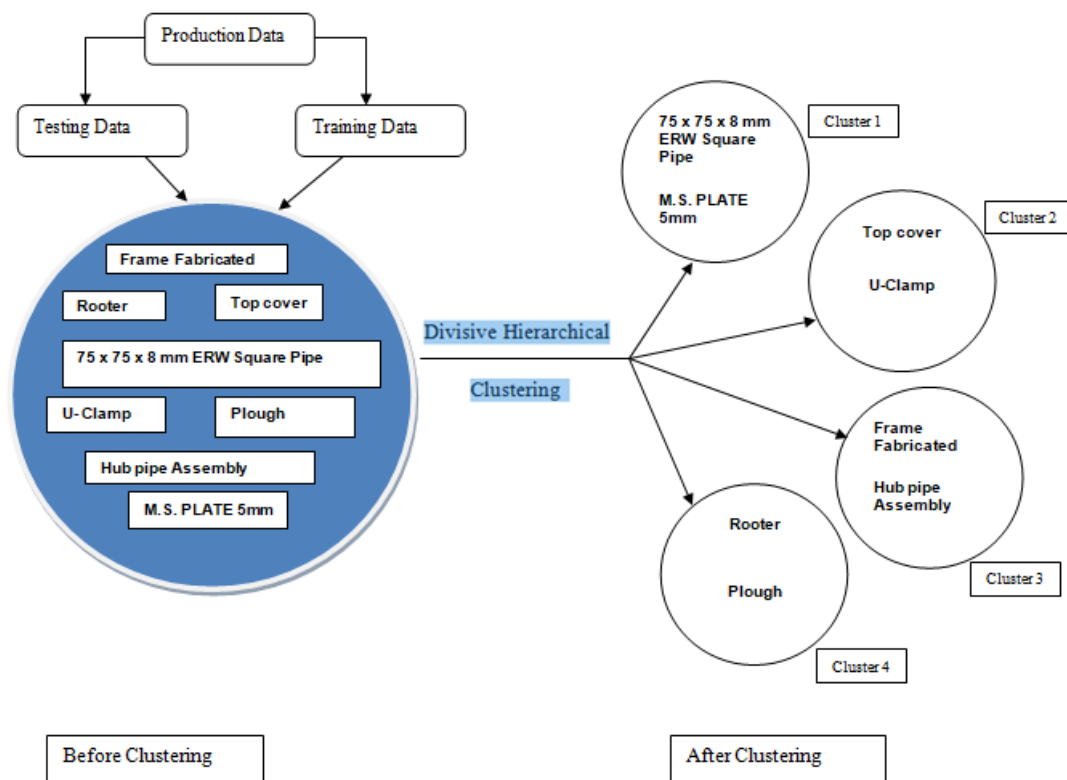 Production Data
Testing Data
Training Data
Frame Fabricated
Rooter
Top cover
75 x 75 x 8 mm ERW Square Pipe
U- Clamp
Plough
Hub pipe Assembly
M.S. PLATE 5mm
Divisive Hierarchical
Clustering
75 x 75 x 8 mm
ERW Square
Pipe
M.S. PLATE
5mm
Cluster 1
Top cover
U-Clamp
Cluster 2
Frame
Fabricated
Hub pipe
Assembly
Cluster 3
Rooter
Plough
Cluster 4
Before Clustering
After Clustering